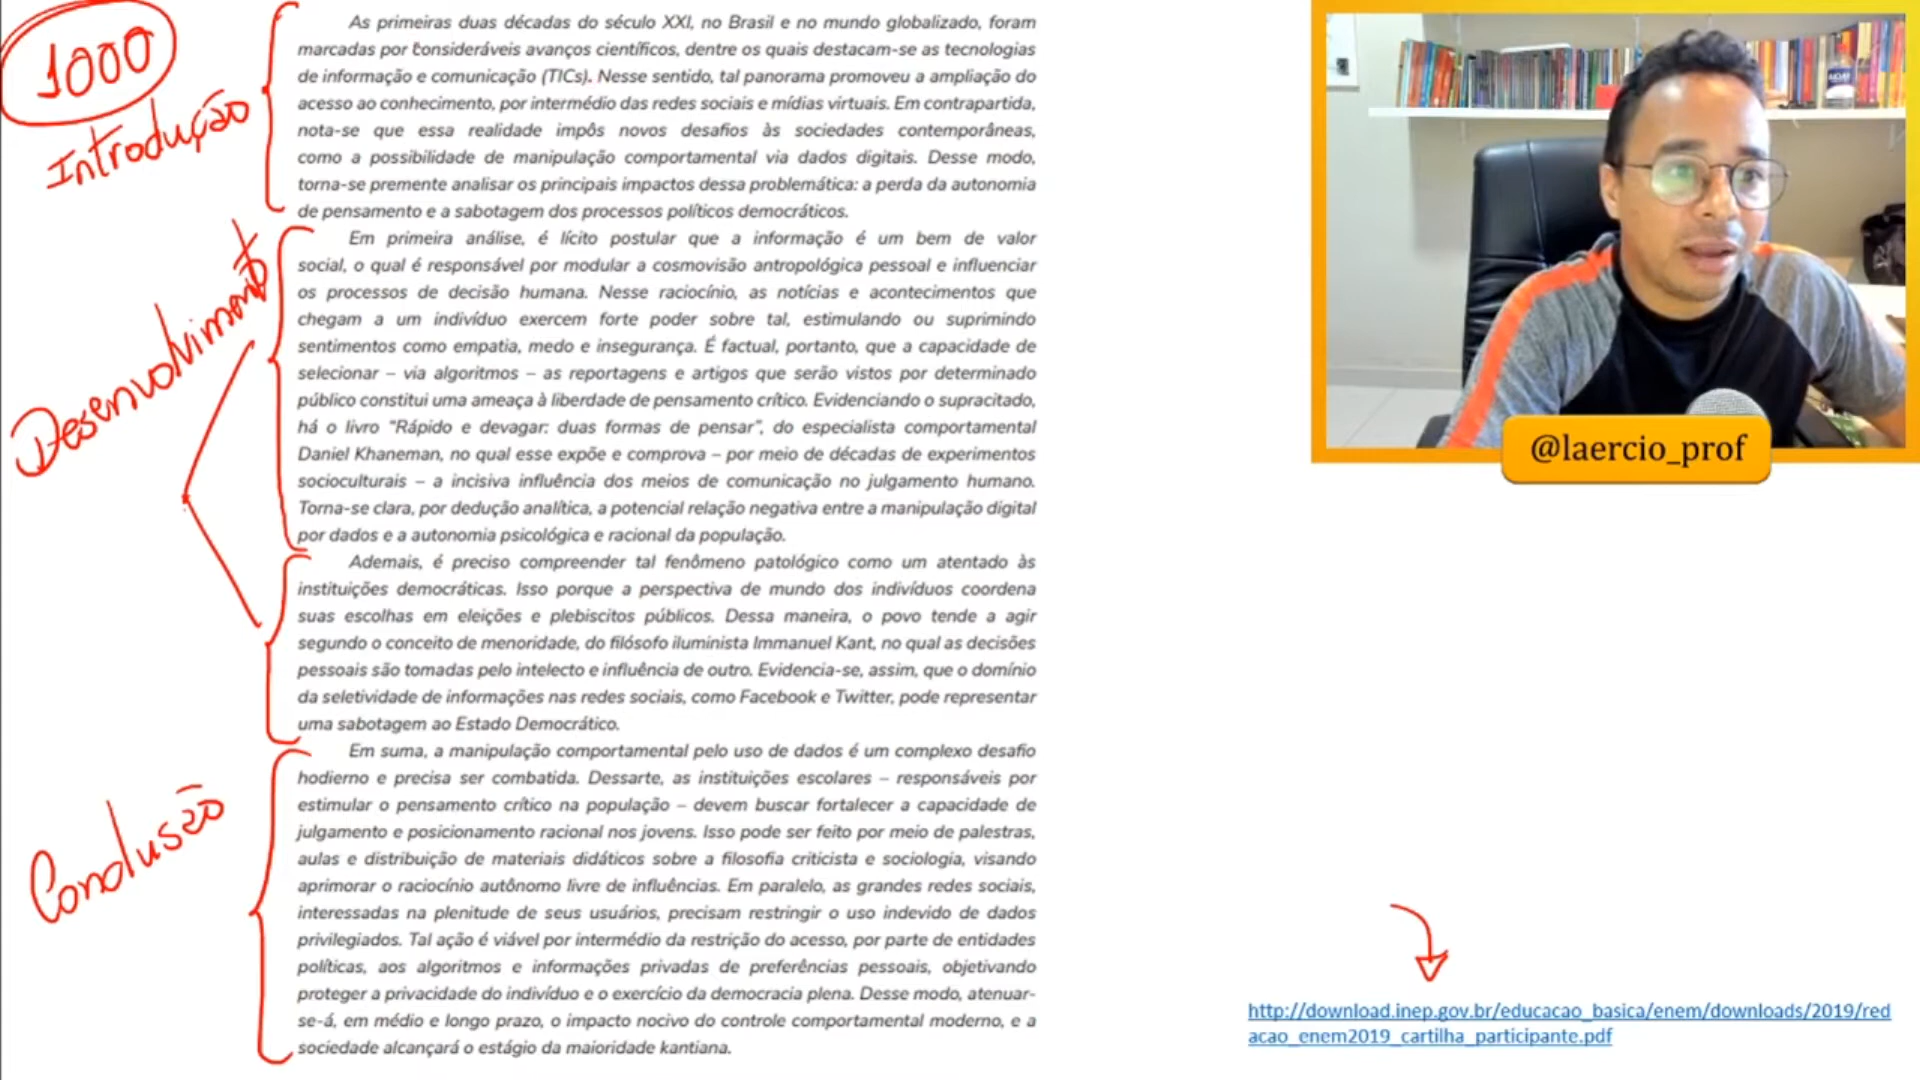 1000
Introdução
As primeiras duas décadas do século XXI, no Brasil e no mundo globalizado, foram
marcadas por consideráveis avanços científicos, dentre os quais destacam-se as tecnologias
de informação e comunicação (TICs). Nesse sentido, tal panorama promoveu a ampliação do
acesso ao conhecimento, por intermédio das redes sociais e mídias virtuais. Em contrapartida,
nota-se que essa realidade impôs novos desafios às sociedades contemporâneas,
como a possibilidade de manipulação comportamental via dados digitais. Desse modo,
torna-se premente analisar os principais impactos dessa problemática: a perda da autonomia
de pensamento e a sabotagem dos processos políticos democráticos.
Desenvolvimento
Em primeira análise, é lícito postular que a informação é um bem de valor
social, o qual é responsável por modular a cosmovisão antropológica pessoal e influenciar
os processos de decisão humana. Nesse raciocínio, as notícias e acontecimentos que
chegam a um indivíduo exercem forte poder sobre tal, estimulando ou suprimindo
sentimentos como empatia, medo e insegurança. É factual, portanto, que a capacidade de
selecionar – via algoritmos – as reportagens e artigos que serão vistos por determinado
público constitui uma ameaça à liberdade de pensamento crítico. Evidenciando o supracitado,
há o livro "Rápido e devagar: duas formas de pensar", do especialista comportamental
Daniel Khaneman, no qual esse expõe e comprova – por meio de décadas de experimentos
socioculturais – a incisiva influência dos meios de comunicação no julgamento humano.
Torna-se clara, por dedução analítica, a potencial relação negativa entre a manipulação digital
por dados e a autonomia psicológica e racional da população.
Ademais, é preciso compreender tal fenômeno patológico como um atentado às
instituições democráticas. Isso porque a perspectiva de mundo dos indivíduos coordena
suas escolhas em eleições e plebiscitos públicos. Dessa maneira, o povo tende a agir
segundo o conceito de menoridade, do filósofo iluminista Immanuel Kant, no qual as decisões
pessoais são tomadas pelo intelecto e influência de outro. Evidencia-se, assim, que o domínio
da seletividade de informações nas redes sociais, como Facebook e Twitter, pode representar
uma sabotagem ao Estado Democrático.
Conclusão
Em suma, a manipulação comportamental pelo uso de dados é um complexo desafio
hodierno e precisa ser combatida. Dessarte, as instituições escolares – responsáveis por
estimular o pensamento crítico na população – devem buscar fortalecer a capacidade de
julgamento e posicionamento racional nos jovens. Isso pode ser feito por meio de palestras,
aulas e distribuição de materiais didáticos sobre a filosofia criticista e sociologia, visando
aprimorar o raciocínio autônomo livre de influências. Em paralelo, as grandes redes sociais,
interessadas na plenitude de seus usuários, precisam restringir o uso indevido de dados
privilegiados. Tal ação é viável por intermédio da restrição do acesso, por parte de entidades
políticas, aos algoritmos e informações privadas de preferências pessoais, objetivando
proteger a privacidade do indivíduo e o exercício da democracia plena. Desse modo, atenuar-
se-á, em médio e longo prazo, o impacto nocivo do controle comportamental moderno, e a
sociedade alcançará o estágio da maioridade kantiana.
@laercio_prof
http://download.inep.gov.br/educacao_basica/enem/downloads/2019/red
acao_enem2019_cartilha_participante.pdf